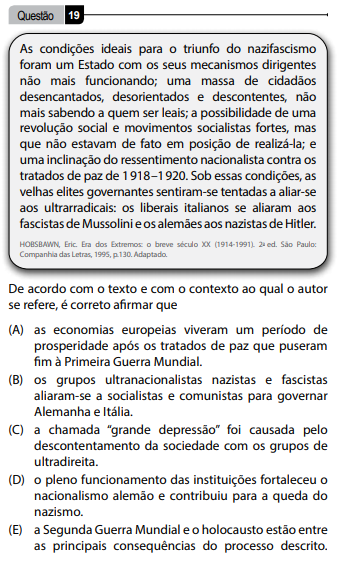 Questão 19
As condições ideais para o triunfo do nazifascismo
foram um Estado com os seus mecanismos dirigentes
não mais funcionando; uma massa de cidadãos
desencantados, desorientados e descontentes, não
mais sabendo a quem ser leais; a possibilidade de uma
revolução social e movimentos socialistas fortes, mas
que não estavam de fato em posição de realizá-la; e
uma inclinação do ressentimento nacionalista contra os
tratados de paz de 1918–1920. Sob essas condições, as
velhas elites governantes sentiram-se tentadas a aliar-se
aos ultrarradicais: os liberais italianos se aliaram aos
fascistas de Mussolini e os alemães aos nazistas de Hitler.
HOBSBAWN, Eric. Era dos Extremos: o breve século XX (1914-1991). 2ª ed. São Paulo:
Companhia das Letras, 1995, p.130. Adaptado.
De acordo com o texto e com o contexto ao qual o autor
se refere, é correto afirmar que
(A) as economias europeias viveram um período de
prosperidade após os tratados de paz que puseram
fim à Primeira Guerra Mundial.
(B) os grupos ultranacionalistas nazistas e fascistas
aliaram-se a socialistas e comunistas para governar
Alemanha e Itália.
(C) a chamada “grande depressão” foi causada pelo
descontentamento da sociedade com os grupos de
ultradireita.
(D) o pleno funcionamento das instituições fortaleceu o
nacionalismo alemão e contribuiu para a queda do
nazismo.
(E) a Segunda Guerra Mundial e o holocausto estão entre
as principais consequências do processo descrito.